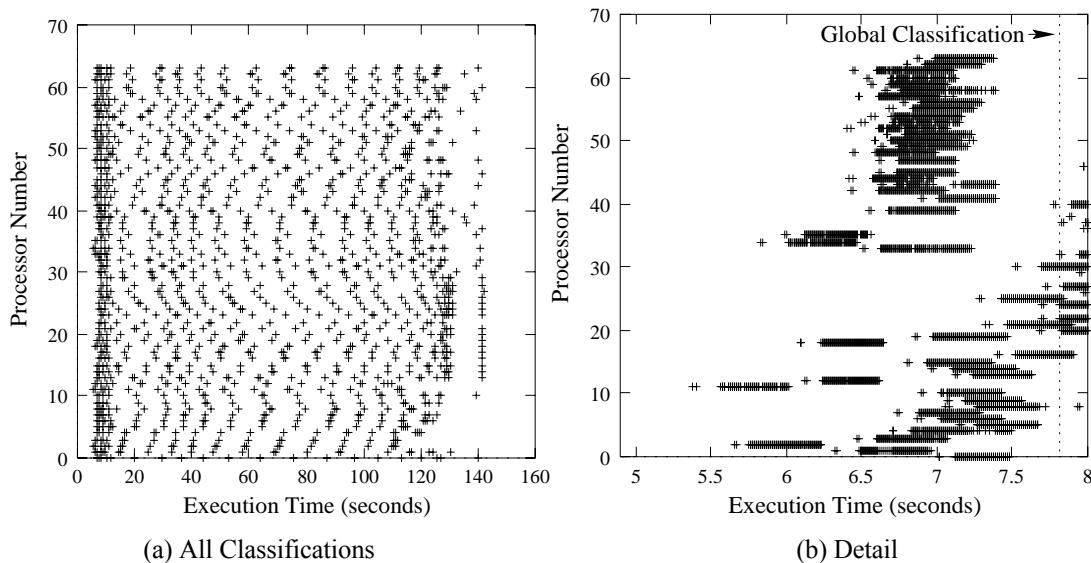 70
60
50
40
30
20
10
0
Processor Number
0 20 40 60 80 100 120 140 160
Execution Time (seconds)
(a) All Classifications
70
60
50
40
30
20
10
0
Processor Number
Global Classification
5 5.5 6 6.5 7 7.5 8
Execution Time (seconds)
(b) Detail